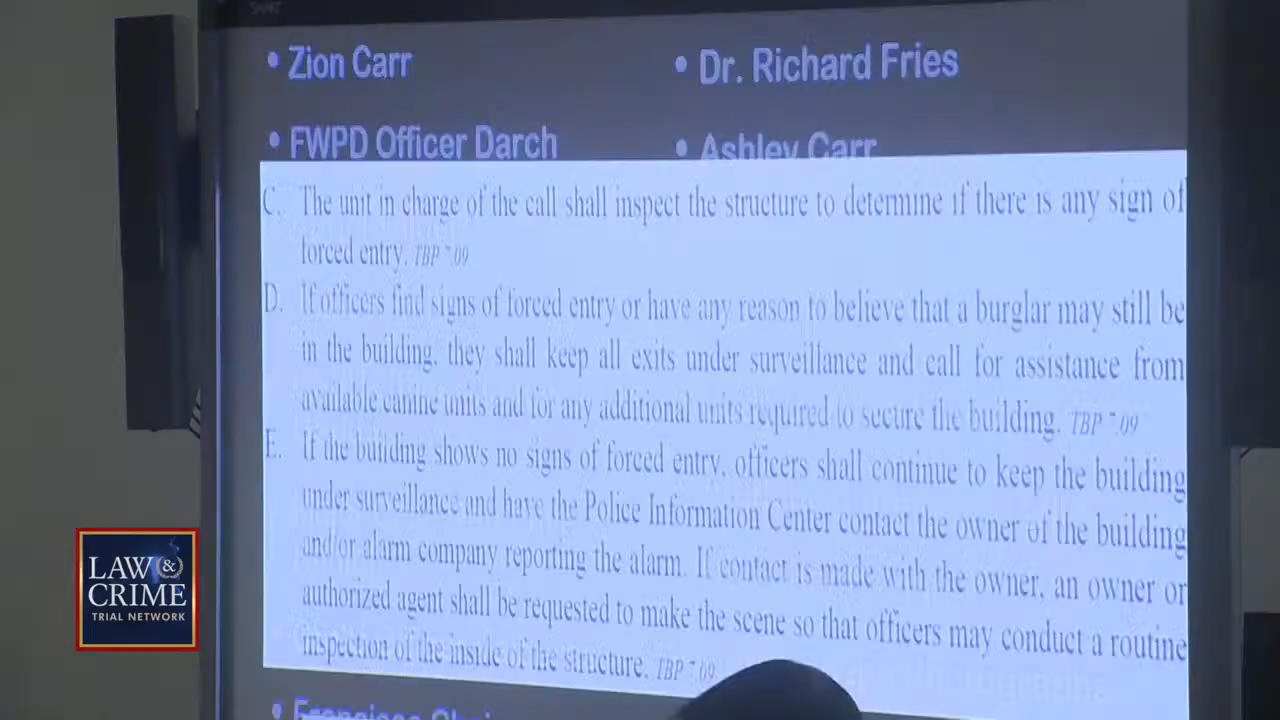 SMART
• Zion Carr
• Dr. Richard Fries
• FWPD Officer Darch
• Ashley Carr
C. The unit in charge of the call shall inspect the structure to determine if there is any sign of
forced entry. TBP 7.09
D. If officers find signs of forced entry or have any reason to believe that a burglar may still be
in the building, they shall keep all exits under surveillance and call for assistance from
available canine units and for any additional units required to secure the building. TBP 7.09
E. If the building shows no signs of forced entry, officers shall continue to keep the building
under surveillance and have the Police Information Center contact the owner of the building
and/or alarm company reporting the alarm. If contact is made with the owner, an owner or
authorized agent shall be requested to make the scene so that officers may conduct a routine
inspection of the inside of the structure. TBP 7.09
• Francisco
LAW &
CRIME
TRIAL NETWORK